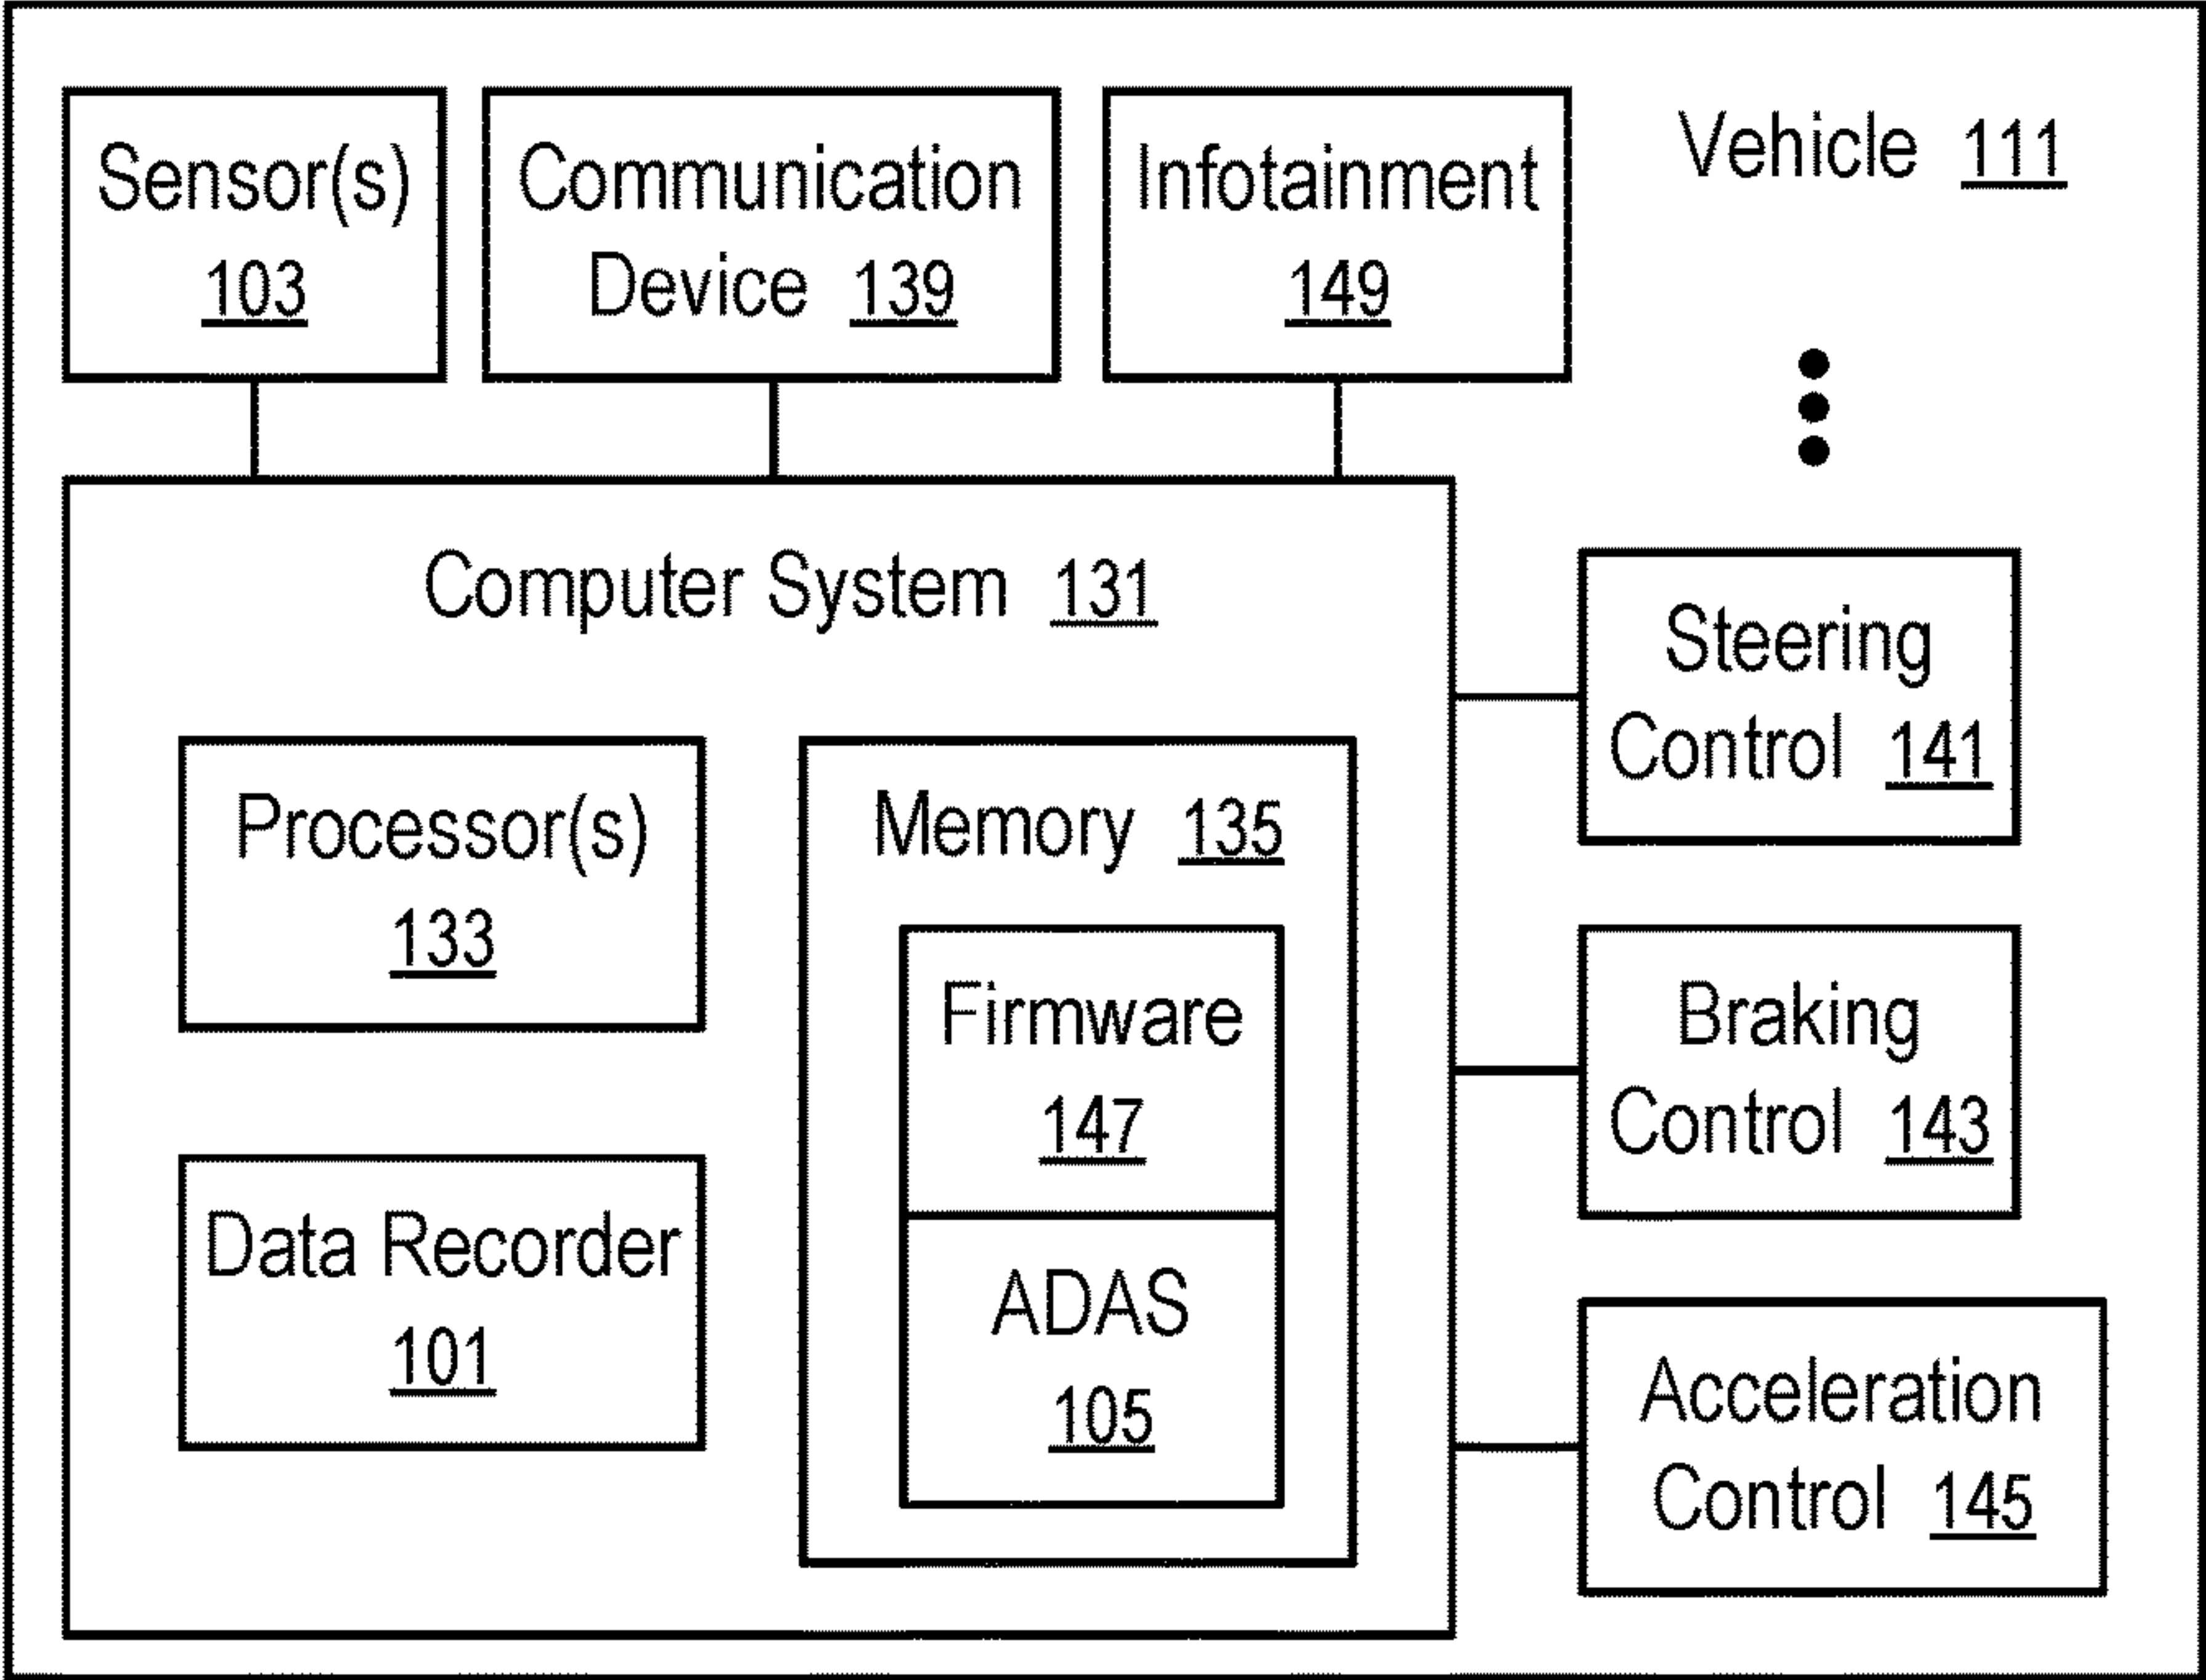 Sensor(s)
103
Communication
Device 139
Infotainment
149
Vehicle 111
Computer System 131
Processor(s)
133
Data Recorder
101
Memory 135
Firmware
147
ADAS
105
Steering
Control 141
Braking
Control 143
Acceleration
Control 145